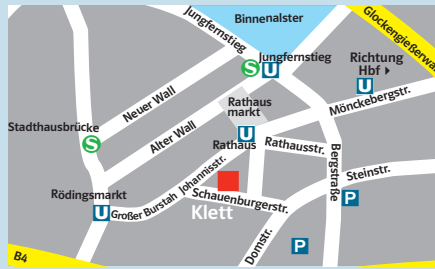 Binnenalster
Jungfernstieg
Glockengießerwa
S
U
Jungfernstieg
Richtung
Hbf
U
Neuer Wall
Rathaus
markt
Mönckebergstr.
Stadthausbrücke
S
Alter Wall
U
Rathaus
Rathausstr.
Bergstraße
Steinstr.
Johannisstr.
Rödingsmarkt
U
Großer Burstah
Schauenburgerstr.
Klett
P
Domstr.
P
B4